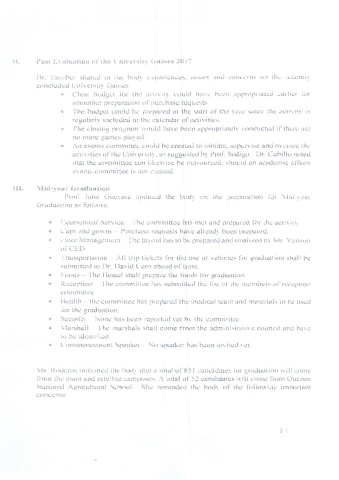 II. Post Evaluation of the University Games 2017
Dr. Escobar shared to the body experiences, issues and concerns on the recently
concluded University Games
• Clear budget for the activity could have been appropriated earlier for
smoother preparation of purchase requests
• The budget could be prepared at the start of the year since the activity is
regularly included in the calendar of activities.
• The closing program would have been appropriately conducted if there are
no more games played.
• An events committee could be created to initiate, supervise and oversee the
activities of the University, as suggested by Prof. Dr. Cubillo noted
that the committee can likewise be outsourced, should an academic affairs
events committee is not created.
III. Mid-year Graduation
Prof. Guevara updated the body on the preparation for Mid-year
Graduation as follows:
• Ceremonial Service – The committee has met and prepared for the activity
• Caps and gowns – Purchase requests have already been prepared.
• Floor Management – The layout has to be prepared and finalized by Ms.
of CED
• Transportation – All trip tickets for the use of vehicles for graduation shall be
submitted to Dr. David Cero ahead of time.
• Foods – The Hostel shall prepare the foods for graduation
• Reception – The committee has submitted the list of the members of reception
committee
• Health – the committee has prepared the medical team and materials to be used
for the graduation.
• Security – None has been reported yet by the committee
• Marshall – The marshals shall come from the administrative council and have
to be identified
• Commencement Speaker – No speaker has been invited yet
Ms. informed the body that a total of 651 candidates for graduation will come
from the main and satellite campuses. A total of 52 candidates will come from
National Agricultural School. She reminded the body of the following important
concerns